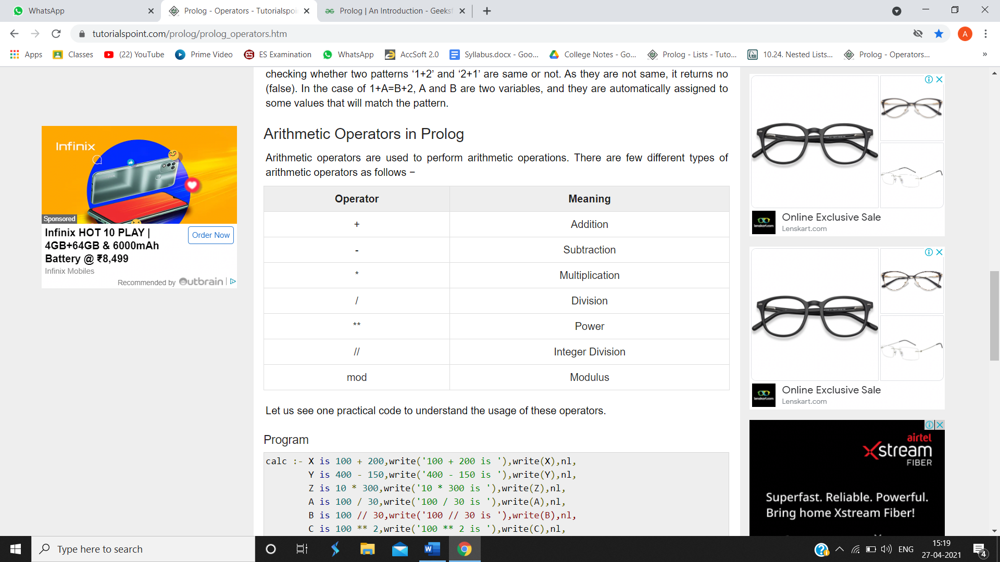 WhatsApp
Prolog - Operators - Tutorialspoi
Prolog | An Introduction - Geeksf
tutorialspoint.com/prolog/prolog_operators.htm
A
Apps
Classes
(22) YouTube
Prime Video
ES Examination
WhatsApp
AccSoft 2.0
Syllabus.docx - Goo...
College Notes - Go...
Prolog - Lists - Tuto...
10.24. Nested Lists...
Prolog - Operators...
»
checking whether two patterns ‘1+2’ and ‘2+1’ are same or not. As they are not same, it returns no
(false). In the case of 1+A=B+2, A and B are two variables, and they are automatically assigned to
some values that will match the pattern.
Arithmetic Operators in Prolog
Arithmetic operators are used to perform arithmetic operations. There are few different types of
arithmetic operators as follows −
Operator Meaning
+ Addition
- Subtraction
* Multiplication
/ Division
** Power
// Integer Division
mod Modulus
Let us see one practical code to understand the usage of these operators.
Program
calc :- X is 100 + 200,write('100 + 200 is '),write(X),nl,
Y is 400 - 150,write('400 - 150 is '),write(Y),nl,
Z is 10 * 300,write('10 * 300 is '),write(Z),nl,
A is 100 / 30,write('100 / 30 is '),write(A),nl,
B is 100 // 30,write('100 // 30 is '),write(B),nl,
C is 100 ** 2,write('100 ** 2 is '),write(C),nl,
Infinix
Sponsored
Infinix HOT 10 PLAY |
4GB+64GB & 6000mAh
Battery @ ₹8,499
Order Now
Infinix Mobiles
Recommended by Outbrain
lenskart.com
Online Exclusive Sale
Lenskart.com
lenskart.com
Online Exclusive Sale
Lenskart.com
airtel
Xstream
FIBER
Superfast. Reliable. Powerful.
Bring home Xstream Fiber!
Type here to search
ENG
15:19
27-04-2021
4